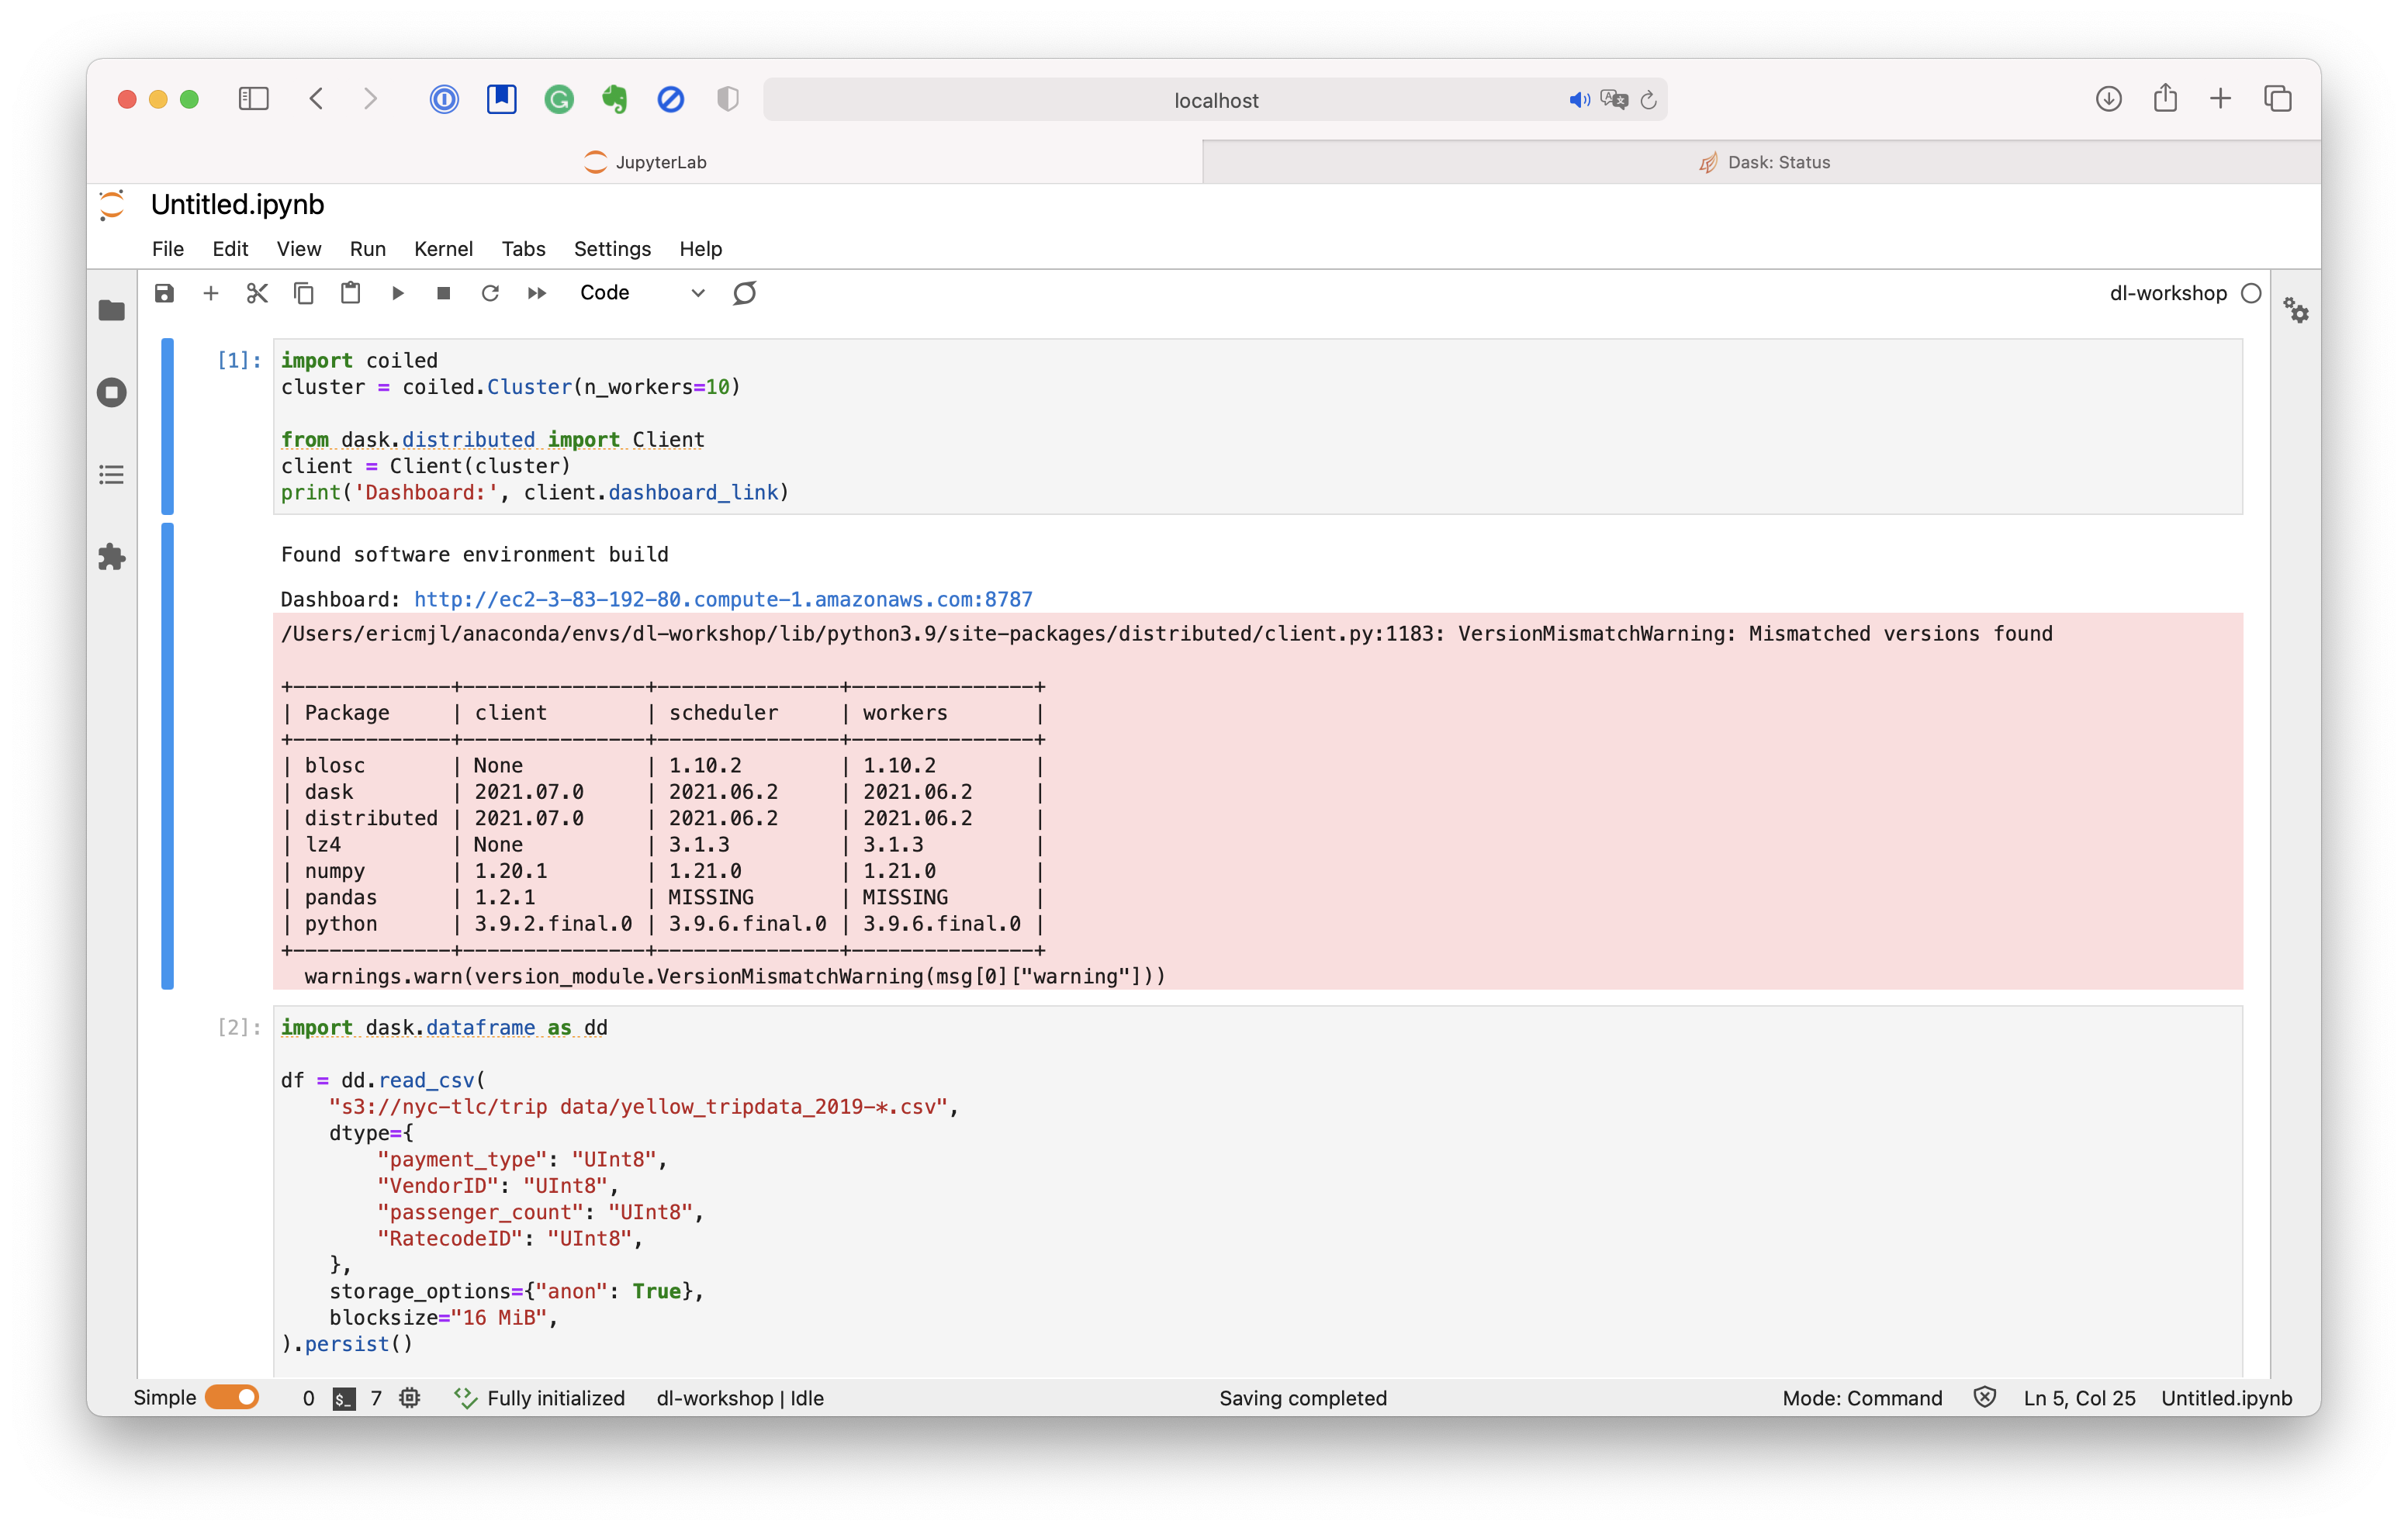 localhost
JupyterLab
Dask: Status
Untitled.ipynb
File Edit View Run Kernel Tabs Settings Help
Code
dl-workshop
[1]:
import coiled
cluster = coiled.Cluster(n_workers=10)
from dask.distributed import Client
client = Client(cluster)
print('Dashboard:', client.dashboard_link)
Found software environment build
Dashboard: http://ec2-3-83-192-80.compute-1.amazonaws.com:8787
/Users/ericmjl/anaconda/envs/dl-workshop/lib/python3.9/site-packages/distributed/client.py:1183: VersionMismatchWarning: Mismatched versions found
+-------------+---------------+---------------+---------------+
| Package     | client        | scheduler     | workers       |
+-------------+---------------+---------------+---------------+
| blosc       | None          | 1.10.2        | 1.10.2        |
| dask        | 2021.07.0     | 2021.06.2     | 2021.06.2     |
| distributed | 2021.07.0     | 2021.06.2     | 2021.06.2     |
| lz4         | None          | 3.1.3         | 3.1.3         |
| numpy       | 1.20.1        | 1.21.0        | 1.21.0        |
| pandas      | 1.2.1         | MISSING       | MISSING       |
| python      | 3.9.2.final.0 | 3.9.6.final.0 | 3.9.6.final.0 |
+-------------+---------------+---------------+---------------+
  warnings.warn(version_module.VersionMismatchWarning(msg[0]["warning"]))
[2]:
import dask.dataframe as dd
df = dd.read_csv(
    "s3://nyc-tlc/trip data/yellow_tripdata_2019-*.csv",
    dtype={
        "payment_type": "UInt8",
        "VendorID": "UInt8",
        "passenger_count": "UInt8",
        "RatecodeID": "UInt8",
    },
    storage_options={"anon": True},
    blocksize="16 MiB",
).persist()
Simple 0 $_ 7 Fully initialized dl-workshop | Idle Saving completed Mode: Command Ln 5, Col 25 Untitled.ipynb